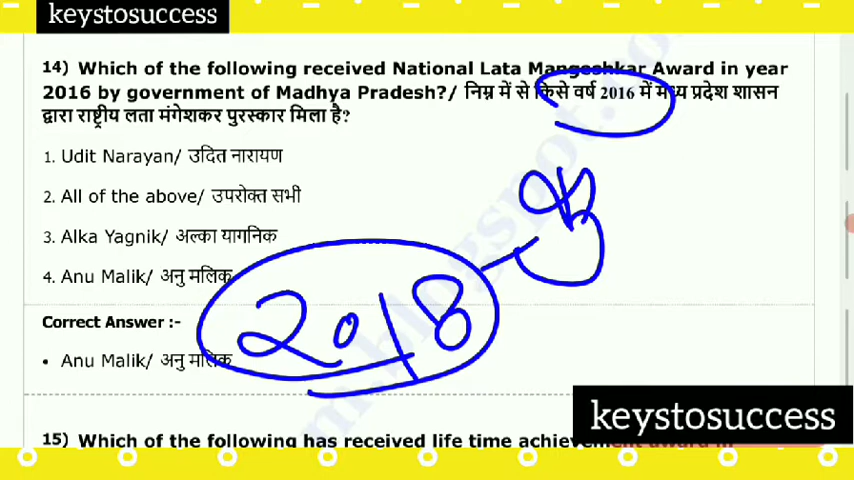 keystosuccess
14) Which of the following received National Lata Mangeshkar Award in year
2016 by government of Madhya Pradesh?/ निम्न में से किसे वर्ष 2016 में मध्य प्रदेश शासन
द्वारा राष्ट्रीय लता मंगेशकर पुरस्कार मिला है?
1. Udit Narayan/ उदित नारायण
2. All of the above/ उपरोक्त सभी
3. Alka Yagnik/ अल्का यागनिक
4. Anu Malik/ अनु मलिक
2018
Correct Answer :-
• Anu Malik/ अनु मलिक
keystosuccess
15) Which of the following has received life time achievement award in